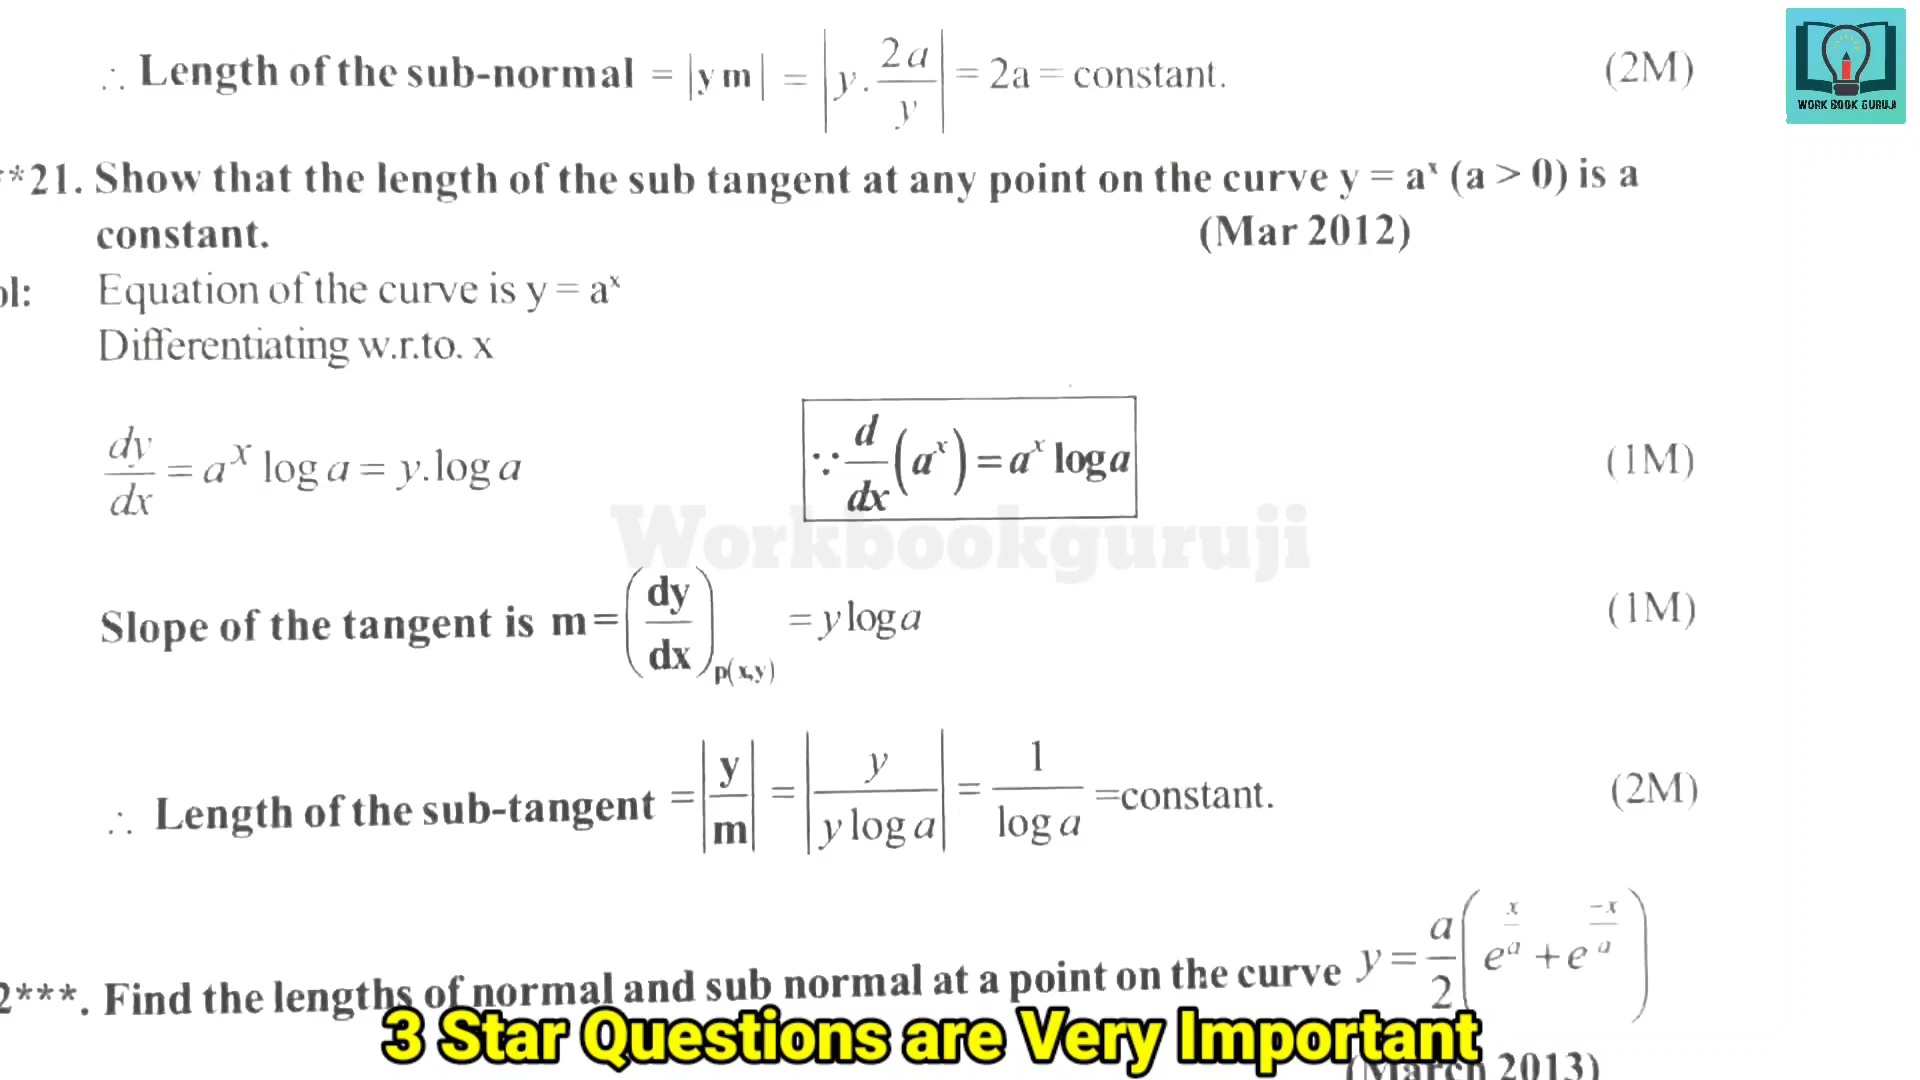 ∴ Length of the sub-normal = |y m| = |y. 2a/y| = 2a = constant. (2M)
WORK BOOK GURUJI
**21. Show that the length of the sub tangent at any point on the curve y = aˣ (a > 0) is a
constant. (Mar 2012)
ol: Equation of the curve is y = aˣ
Differentiating w.r.to. x
dy/dx = aˣ log a = y.log a ∵ d/dx (aˣ) = aˣ log a (1M)
Workbookguruji
Slope of the tangent is m = (dy/dx)p(x,y) = y log a (1M)
∴ Length of the sub-tangent = |y/m| = |y/(y log a)| = 1/(log a) =constant. (2M)
2***. Find the lengths of normal and sub normal at a point on the curve y = a/2 (e^(x/a) + e^(-x/a))
3 Star Questions are Very Important
(March 2013)